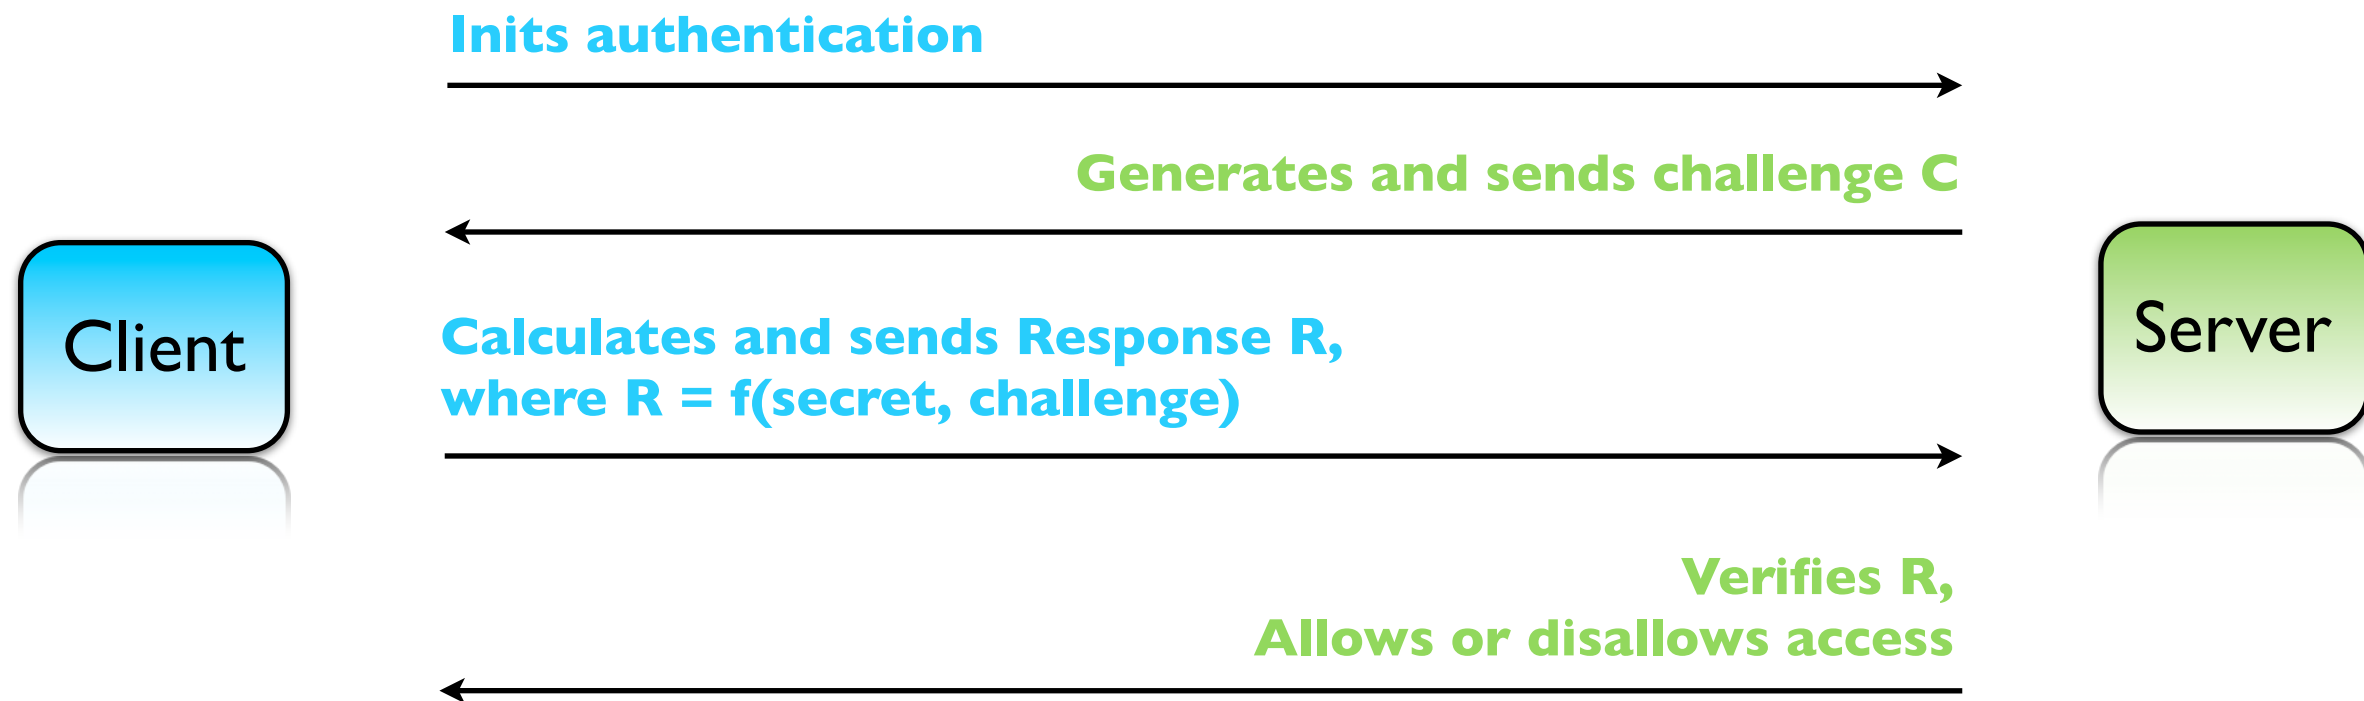 Inits authentication
Generates and sends challenge C
Client
Server
Calculates and sends Response R,
where R = f(secret, challenge)
Verifies R,
Allows or disallows access